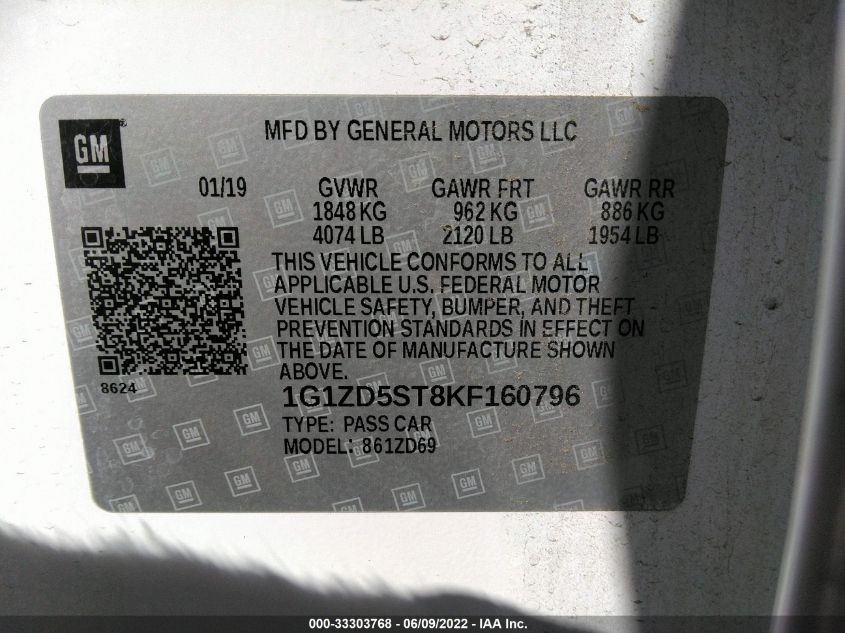 GM
MFD BY GENERAL MOTORS LLC
01/19 GVWR GAWR FRT GAWR RR
1848 KG 962 KG 886 KG
4074 LB 2120 LB 1954 LB
THIS VEHICLE CONFORMS TO ALL
APPLICABLE U.S. FEDERAL MOTOR
VEHICLE SAFETY, BUMPER, AND THEFT
PREVENTION STANDARDS IN EFFECT ON
THE DATE OF MANUFACTURE SHOWN
ABOVE.
8624
1G1ZD5ST8KF160796
TYPE: PASS CAR
MODEL: 861ZD69
000-33303768 - 06/09/2022 - IAA Inc.